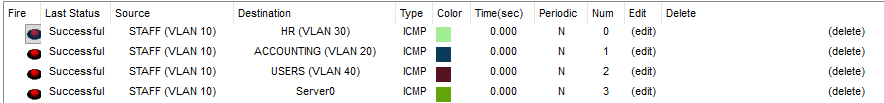 Fire Last Status Source Destination Type Color Time(sec) Periodic Num Edit Delete
Successful STAFF (VLAN 10) HR (VLAN 30) ICMP 0.000 N 0 (edit) (delete)
Successful STAFF (VLAN 10) ACCOUNTING (VLAN 20) ICMP 0.000 N 1 (edit) (delete)
Successful STAFF (VLAN 10) USERS (VLAN 40) ICMP 0.000 N 2 (edit) (delete)
Successful STAFF (VLAN 10) Server0 ICMP 0.000 N 3 (edit) (delete)